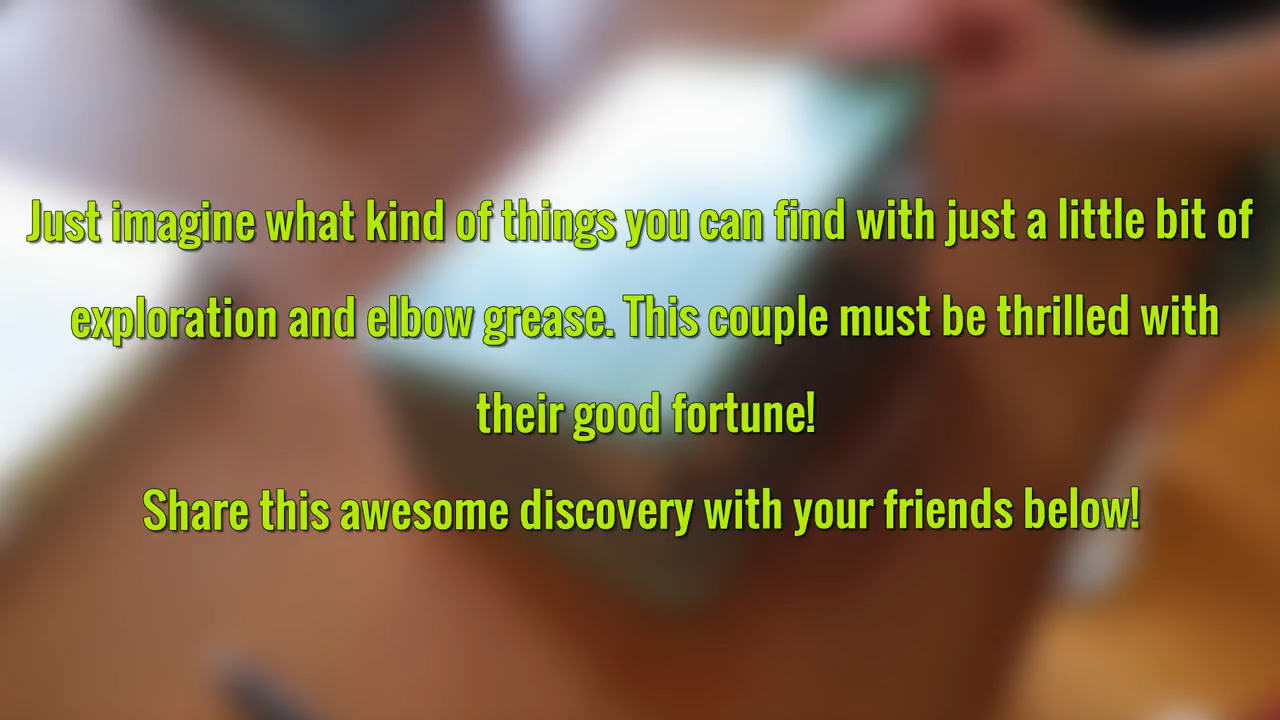 Just imagine what kind of things you can find with just a little bit of
exploration and elbow grease. This couple must be thrilled with
their good fortune!
Share this awesome discovery with your friends below!